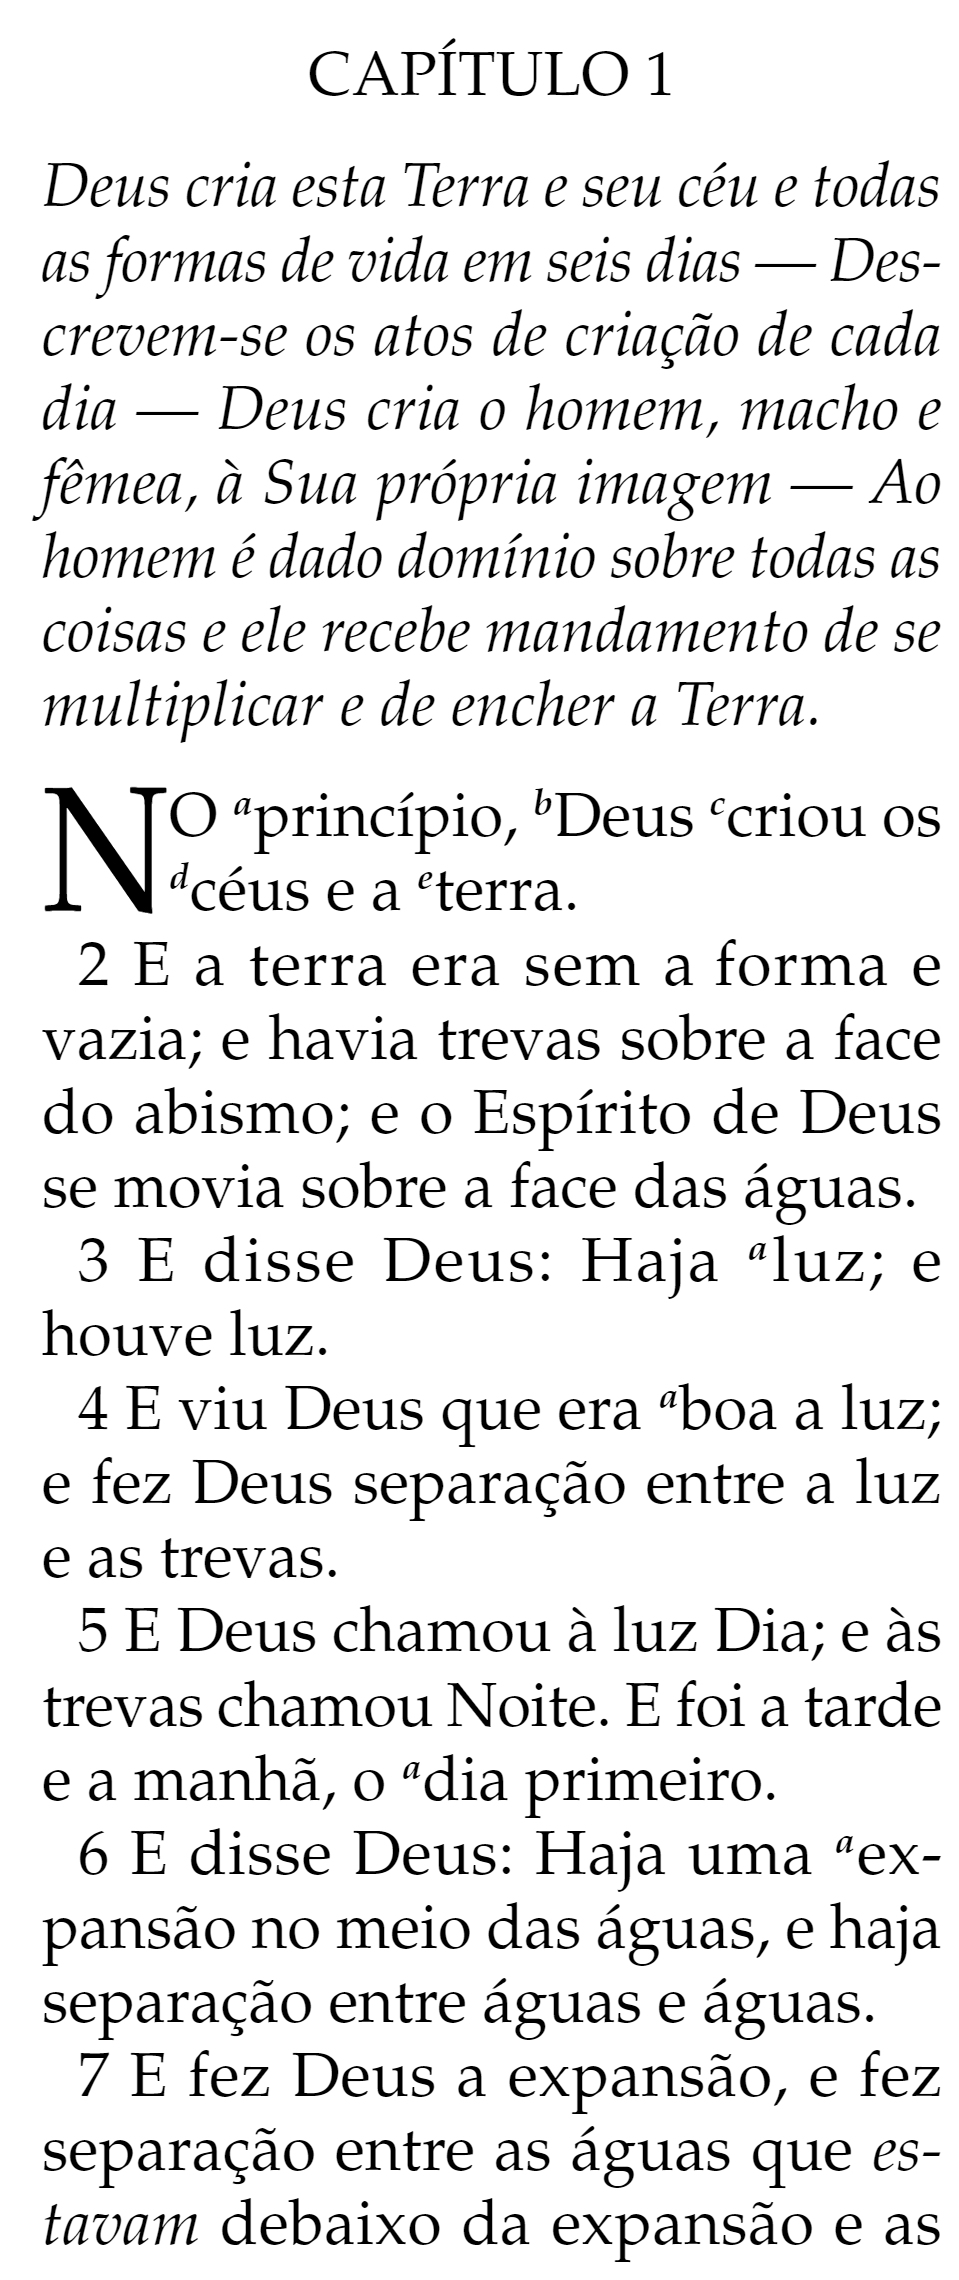 CAPÍTULO 1
Deus cria esta Terra e seu céu e todas
as formas de vida em seis dias — Des-
crevem-se os atos de criação de cada
dia — Deus cria o homem, macho e
fêmea, à Sua própria imagem — Ao
homem é dado domínio sobre todas as
coisas e ele recebe mandamento de se
multiplicar e de encher a Terra.
NO ᵃprincípio, ᵇDeus ᶜcriou os
ᵈcéus e a ᵉterra.
2 E a terra era sem a forma e
vazia; e havia trevas sobre a face
do abismo; e o Espírito de Deus
se movia sobre a face das águas.
3 E disse Deus: Haja ᵃluz; e
houve luz.
4 E viu Deus que era ᵃboa a luz;
e fez Deus separação entre a luz
e as trevas.
5 E Deus chamou à luz Dia; e às
trevas chamou Noite. E foi a tarde
e a manhã, o ᵃdia primeiro.
6 E disse Deus: Haja uma ᵃex-
pansão no meio das águas, e haja
separação entre águas e águas.
7 E fez Deus a expansão, e fez
separação entre as águas que es-
tavam debaixo da expansão e as